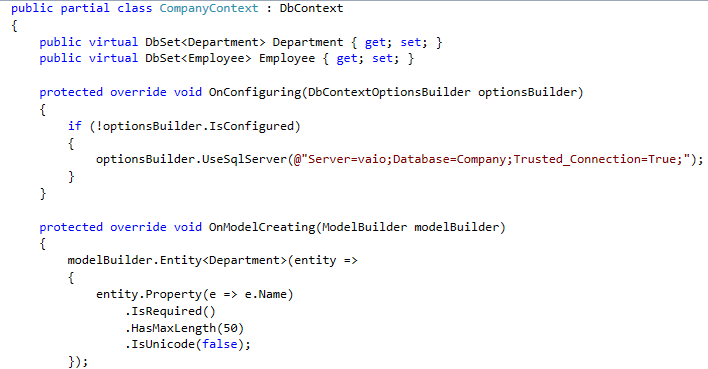 public partial class CompanyContext : DbContext
{
    public virtual DbSet<Department> Department { get; set; }
    public virtual DbSet<Employee> Employee { get; set; }

    protected override void OnConfiguring(DbContextOptionsBuilder optionsBuilder)
    {
        if (!optionsBuilder.IsConfigured)
        {
            optionsBuilder.UseSqlServer(@"Server=vaio;Database=Company;Trusted_Connection=True;");
        }
    }

    protected override void OnModelCreating(ModelBuilder modelBuilder)
    {
        modelBuilder.Entity<Department>(entity =>
        {
            entity.Property(e => e.Name)
                .IsRequired()
                .HasMaxLength(50)
                .IsUnicode(false);
        });